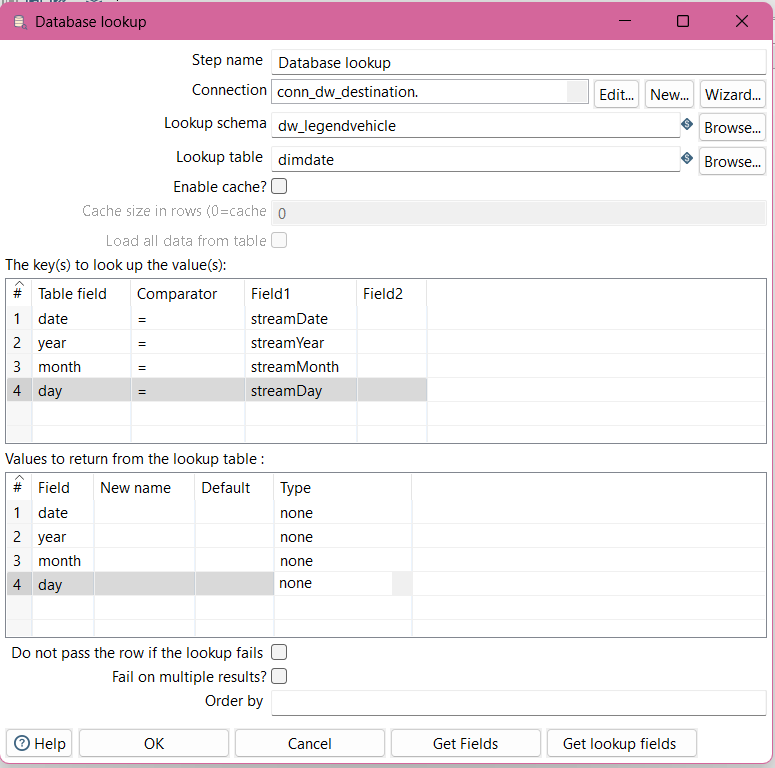 Database lookup
Step name Database lookup
Connection conn_dw_destination. Edit... New... Wizard...
Lookup schema dw_legendvehicle Browse...
Lookup table dimdate Browse...
Enable cache?
Cache size in rows (0=cache 0
Load all data from table
The key(s) to look up the value(s):
# Table field Comparator Field1 Field2
1 date = streamDate
2 year = streamYear
3 month = streamMonth
4 day = streamDay
Values to return from the lookup table :
# Field New name Default Type
1 date none
2 year none
3 month none
4 day none
Do not pass the row if the lookup fails
Fail on multiple results?
Order by
Help OK Cancel Get Fields Get lookup fields